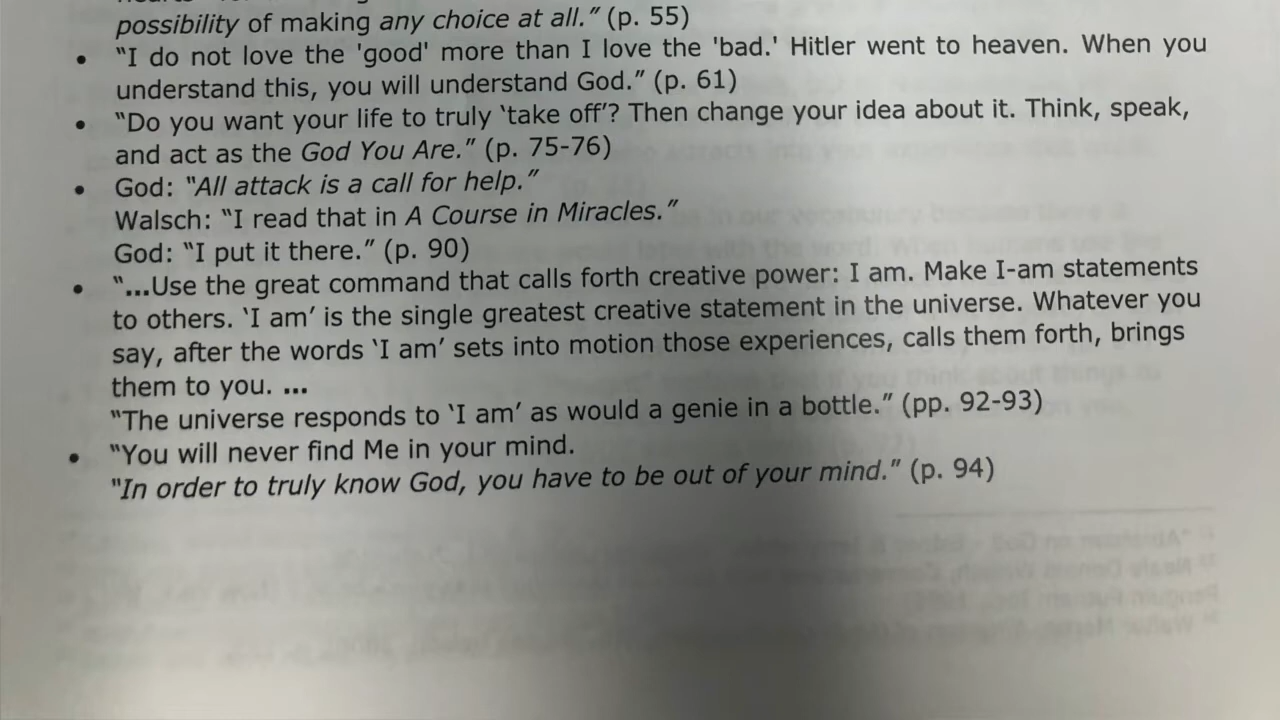 possibility of making any choice at all.” (p. 55)
• “I do not love the 'good' more than I love the 'bad.' Hitler went to heaven. When you
understand this, you will understand God.” (p. 61)
• “Do you want your life to truly ‘take off’? Then change your idea about it. Think, speak,
and act as the God You Are.” (p. 75-76)
• God: “All attack is a call for help.”
Walsch: “I read that in A Course in Miracles.”
God: “I put it there.” (p. 90)
• “...Use the great command that calls forth creative power: I am. Make I-am statements
to others. ‘I am’ is the single greatest creative statement in the universe. Whatever you
say, after the words ‘I am’ sets into motion those experiences, calls them forth, brings
them to you. ...
“The universe responds to ‘I am’ as would a genie in a bottle.” (pp. 92-93)
• “You will never find Me in your mind.
“In order to truly know God, you have to be out of your mind.” (p. 94)